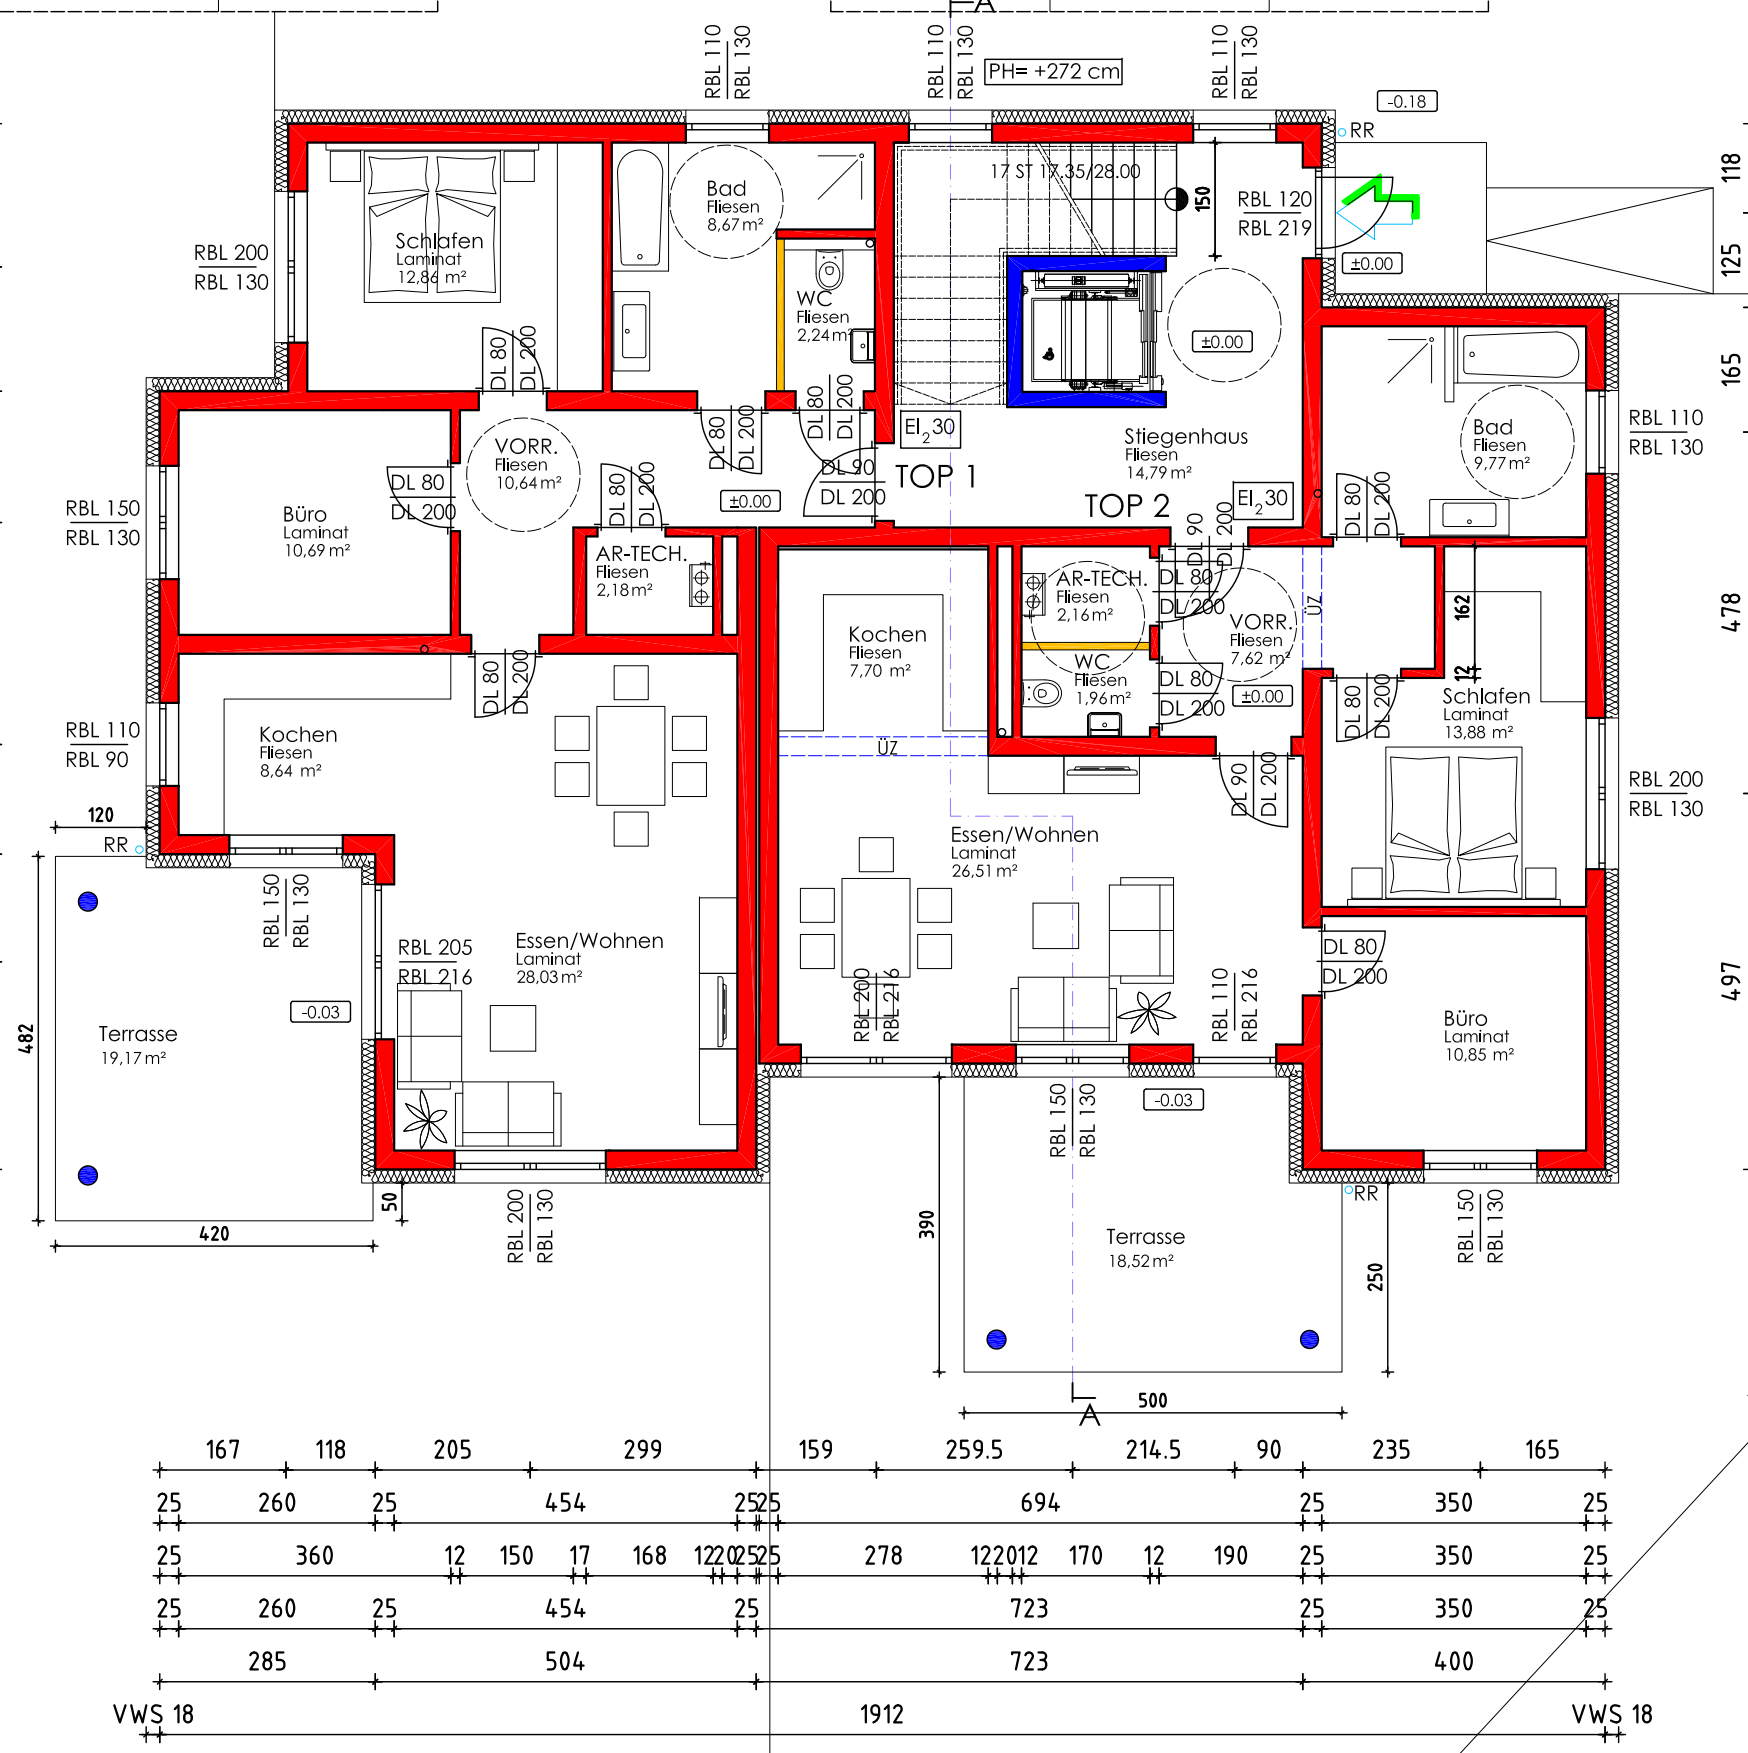 A
RBL 110
RBL 130
RBL 110
RBL 130
RBL 110
RBL 130
PH= +272 cm
-0.18
RR
17 ST 17.35/28.00
150
RBL 120
RBL 219
±0.00
118
125
165
478
497
Schlafen
Laminat
12,86 m²
Bad
Fliesen
8,67 m²
WC
Fliesen
2,24 m²
RBL 200
RBL 130
±0.00
DL 80
DL 200
DL 80
DL 200
DL 80
DL 200
EI₂30
DL 90
DL 200
TOP 1
TOP 2
Stiegenhaus
Fliesen
14,79 m²
EI₂30
Bad
Fliesen
9,77 m²
RBL 110
RBL 130
VORR.
Fliesen
10,64 m²
DL 80
DL 200
DL 80
DL 200
±0.00
Büro
Laminat
10,69 m²
RBL 150
RBL 130
AR-TECH.
Fliesen
2,18 m²
DL 90
DL 200
DL 80
DL 200
DL 80
DL 200
AR-TECH.
Fliesen
2,16 m²
ÜZ
162
12
VORR.
Fliesen
7,62 m²
±0.00
WC
Fliesen
1,96 m²
DL 80
DL 200
DL 80
DL 200
Kochen
Fliesen
7,70 m²
ÜZ
DL 80
DL 200
Schlafen
Laminat
13,88 m²
RBL 200
RBL 130
RBL 110
RBL 90
Kochen
Fliesen
8,64 m²
DL 90
DL 200
120
RR
RBL 150
RBL 130
Essen/Wohnen
Laminat
26,51 m²
Essen/Wohnen
Laminat
28,03 m²
RBL 205
RBL 216
-0.03
RBL 200
RBL 216
RBL 110
RBL 216
DL 80
DL 200
Büro
Laminat
10,85 m²
Terrasse
19,17 m²
482
420
50
RBL 200
RBL 130
RBL 150
RBL 130
-0.03
RR
RBL 150
RBL 130
Terrasse
18,52 m²
390
250
500
A
167 118 205 299 159 259.5 214.5 90 235 165
25 260 25 454 25 25 694 25 350 25
25 360 12 150 17 168 12 20 25 25 278 12 20 12 170 12 190 25 350 25
25 260 25 454 25 723 25 350 25
285 504 723 400
VWS 18 1912 VWS 18